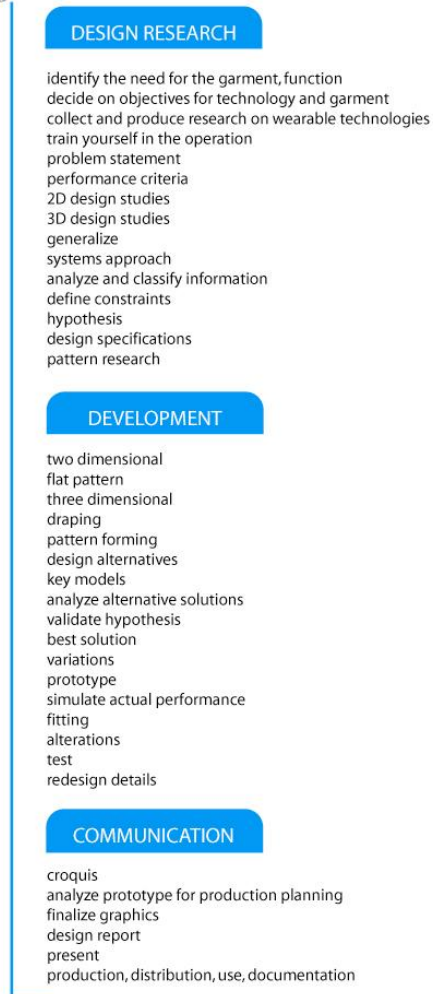 DESIGN RESEARCH
identify the need for the garment, function
decide on objectives for technology and garment
collect and produce research on wearable technologies
train yourself in the operation
problem statement
performance criteria
2D design studies
3D design studies
generalize
systems approach
analyze and classify information
define constraints
hypothesis
design specifications
pattern research
DEVELOPMENT
two dimensional
flat pattern
three dimensional
draping
pattern forming
design alternatives
key models
analyze alternative solutions
validate hypothesis
best solution
variations
prototype
simulate actual performance
fitting
alterations
test
redesign details
COMMUNICATION
croquis
analyze prototype for production planning
finalize graphics
design report
present
production, distribution, use, documentation